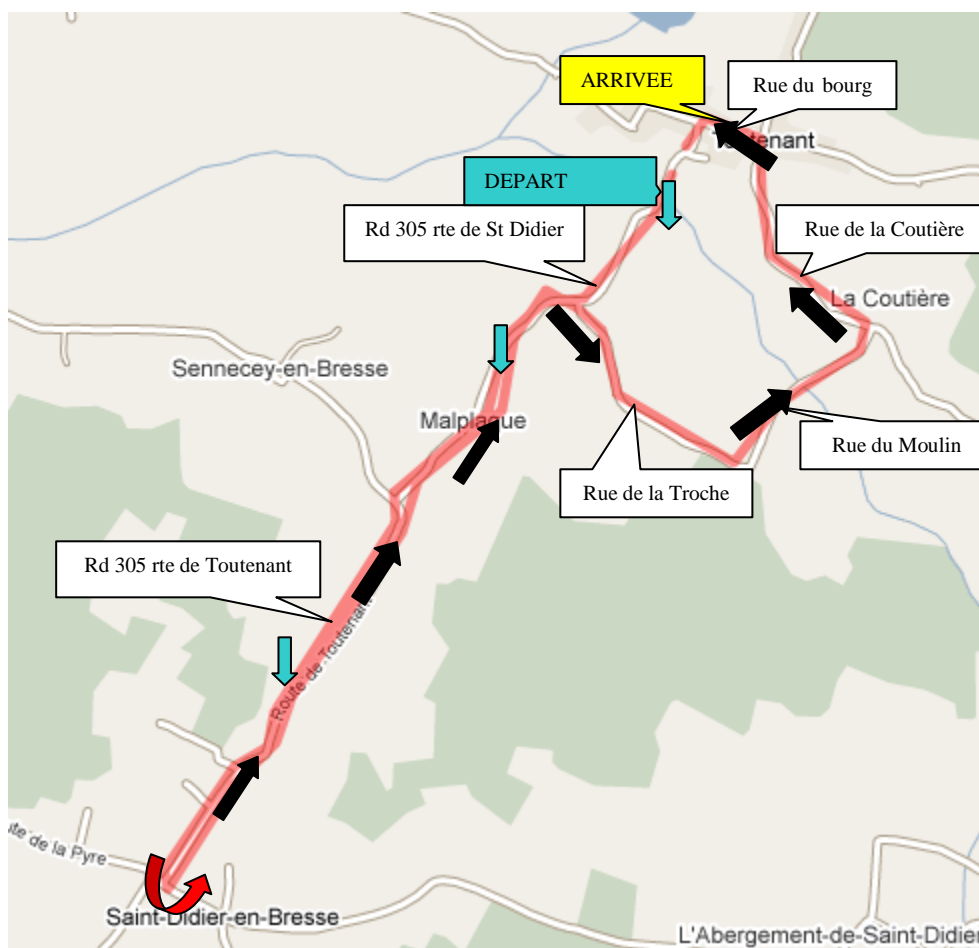 ARRIVEE
Rue du bourg
Toutenant
DEPART
Rd 305 rte de St Didier
Rue de la Coutière
La Coutière
Sennecey-en-Bresse
Malplaque
Rue du Moulin
Rue de la Troche
Rd 305 rte de Toutenant
Route de Toutenant
te de la Pyre
Saint-Didier-en-Bresse
L'Abergement-de-Saint-Didier